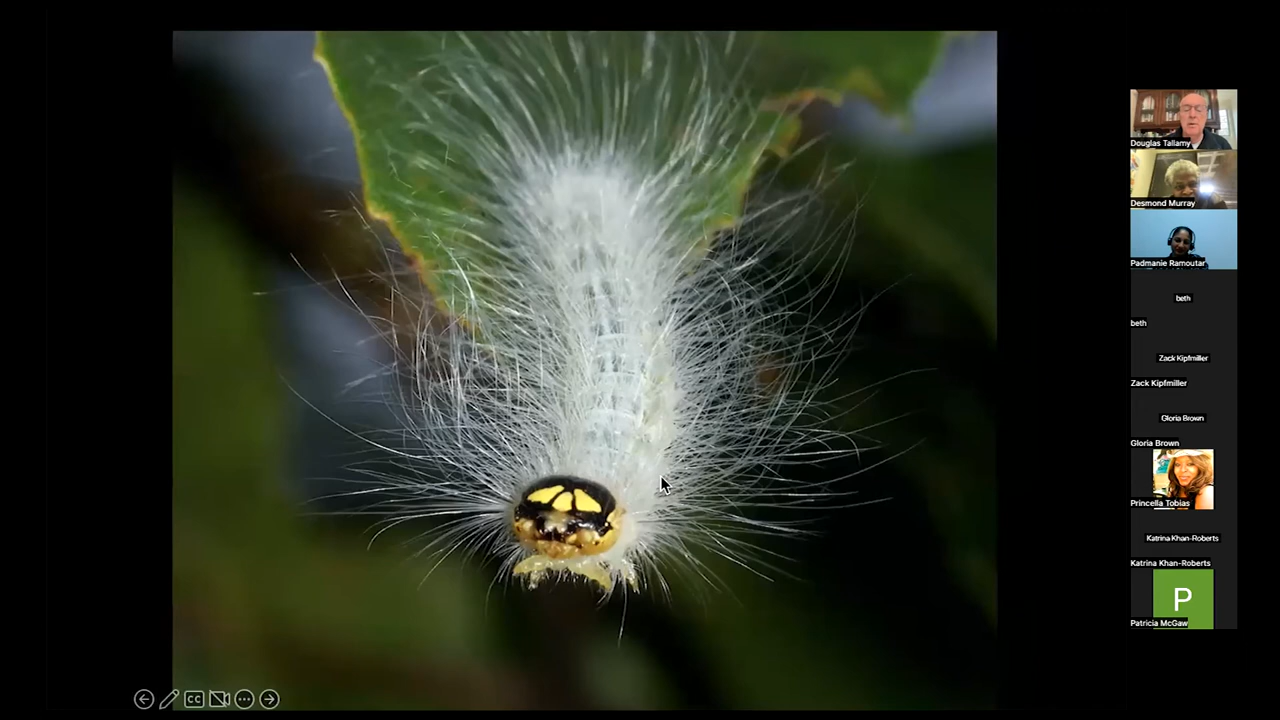 Douglas Tallamy
Desmond Murray
Padmanie Ramoutar
beth
beth
Zack Kipfmiller
Zack Kipfmiller
Gloria Brown
Gloria Brown
Princella Tobias
Katrina Khan-Roberts
Katrina Khan-Roberts
P
Patricia McGaw
CC